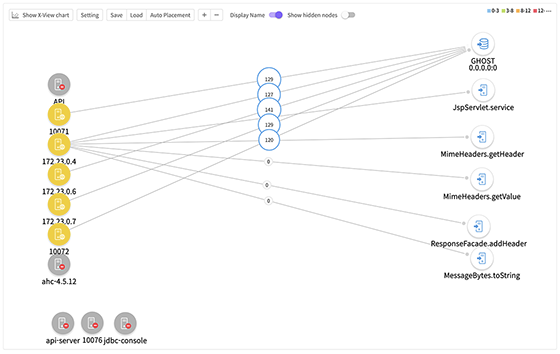 Show X-View chart Setting Save Load Auto Placement + − Display Name Show hidden nodes 0-3 3-8 8-12 12-
GHOST
0.0.0.0:0
129
127
API
JspServlet.service
141
10071
129
120
MimeHeaders.getHeader
172.23.0.4
0
172.23.0.6
0
MimeHeaders.getValue
0
172.23.0.7
ResponseFacade.addHeader
10072
MessageBytes.toString
ahc-4.5.12
api-server 10076 jdbc-console